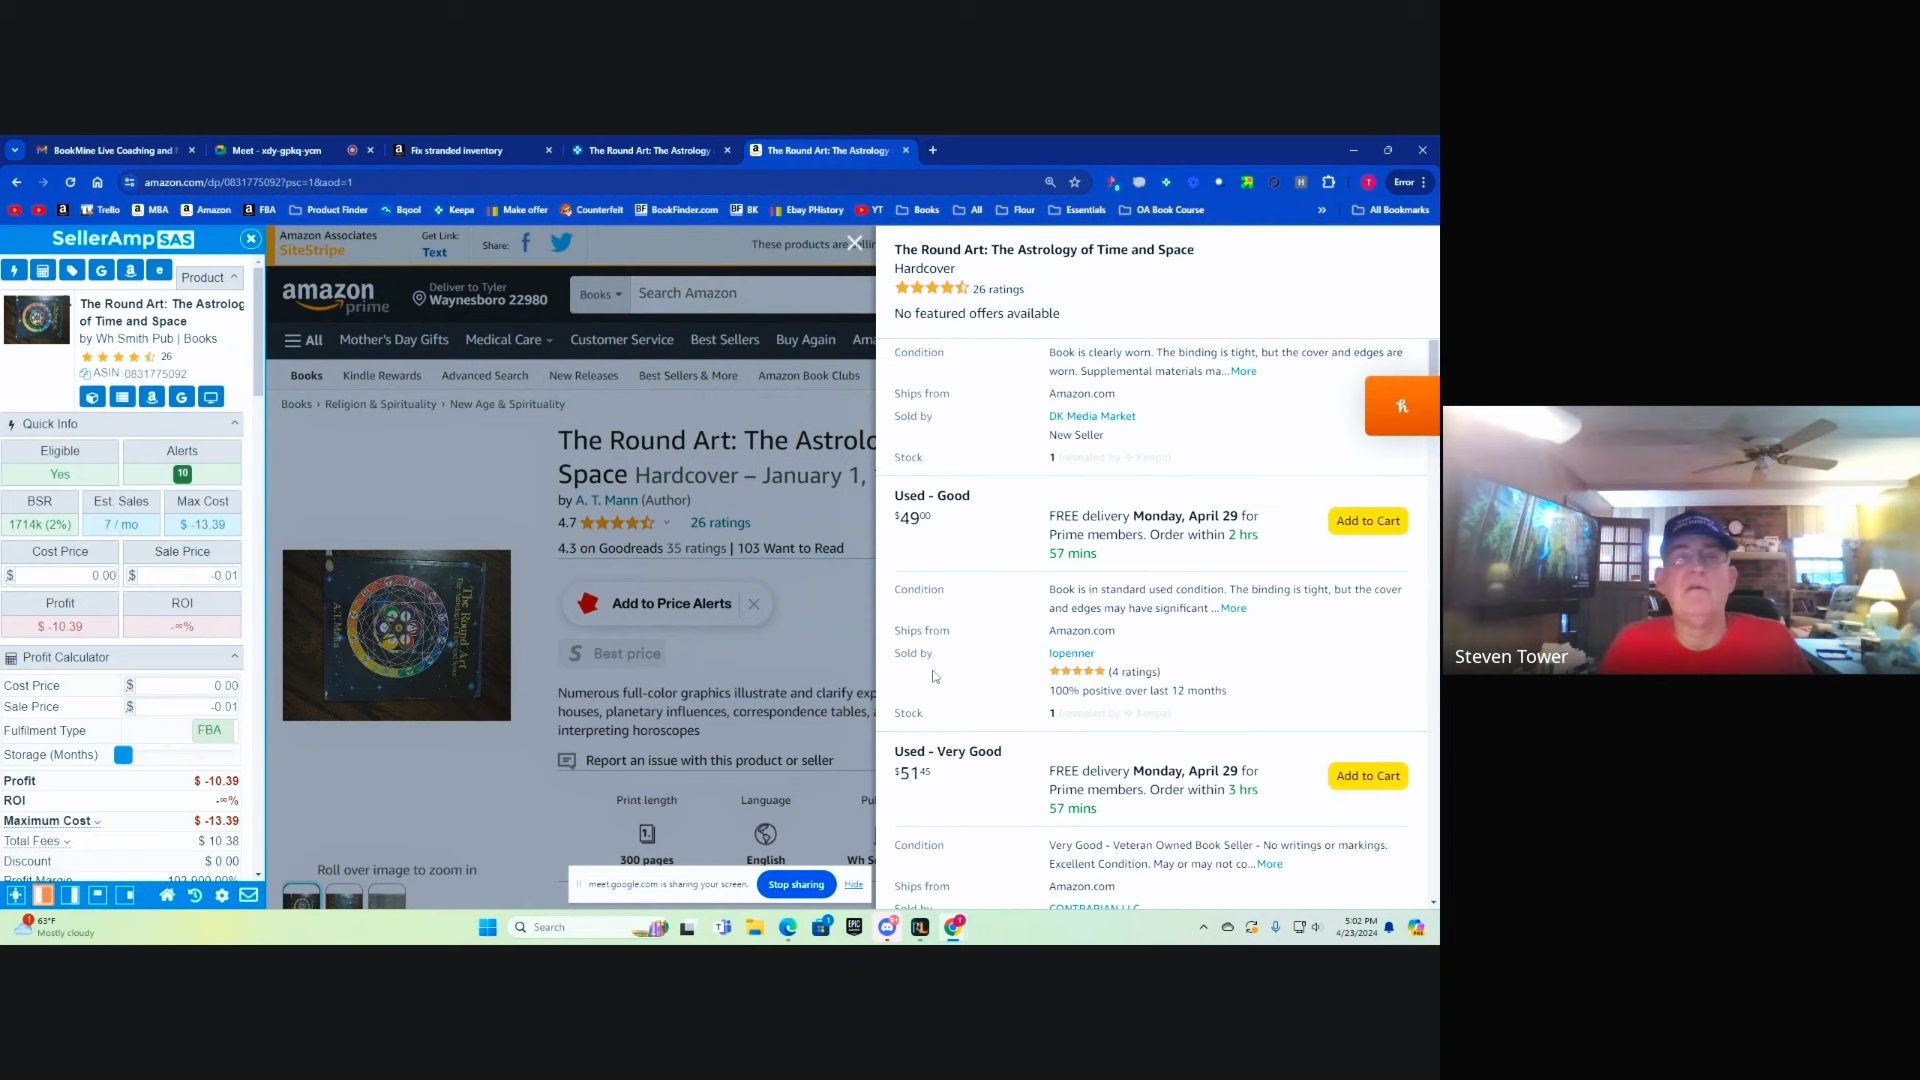 BookMine Live Coaching and
Meet - xdy-gpkq-ycm
Fix stranded inventory
The Round Art: The Astrology
The Round Art: The Astrology
amazon.com/dp/0831775092?psc=1&aod=1
Error
Trello
MBA
Amazon
FBA
Product Finder
Bqool
Keepa
Make offer
Counterfeit
BookFinder.com
BK
Ebay PHistory
YT
Books
All
Flour
Essentials
OA Book Course
All Bookmarks
SellerAmp SAS
Product
The Round Art: The Astrolog
of Time and Space
by Wh Smith Pub | Books
26
ASIN: 0831775092
Quick Info
Eligible
Alerts
Yes
10
BSR
Est. Sales
Max Cost
1714k (2%)
7 / mo
$ -13.39
Cost Price
Sale Price
$ 0.00
$ -0.01
Profit
ROI
$ -10.39
-∞%
Profit Calculator
Cost Price $ 0.00
Sale Price $ -0.01
Fulfilment Type FBA
Storage (Months)
Profit $ -10.39
ROI -∞%
Maximum Cost $ -13.39
Total Fees $ 10.38
Discount $ 0.00
Amazon Associates
SiteStripe
Get Link:
Text
Share:
These products are
amazon
prime
Deliver to Tyler
Waynesboro 22980
Books
Search Amazon
All
Mother's Day Gifts
Medical Care
Customer Service
Best Sellers
Buy Again
Books
Kindle Rewards
Advanced Search
New Releases
Best Sellers & More
Amazon Book Clubs
Books › Religion & Spirituality › New Age & Spirituality
The Round Art: The Astrolo
Space Hardcover – January 1,
by A. T. Mann (Author)
4.7
26 ratings
4.3 on Goodreads 35 ratings | 103 Want to Read
Add to Price Alerts
Best price
Numerous full-color graphics illustrate and clarify exp
houses, planetary influences, correspondence tables, a
interpreting horoscopes
Report an issue with this product or seller
Print length
Language
Pu
300 pages
English
Wh S
Roll over image to zoom in
meet.google.com is sharing your screen.
Stop sharing
Hide
The Round Art: The Astrology of Time and Space
Hardcover
26 ratings
No featured offers available
Condition
Book is clearly worn. The binding is tight, but the cover and edges are
worn. Supplemental materials ma...More
Ships from
Amazon.com
Sold by
DK Media Market
New Seller
Stock
1 (revealed by Keepa)
Used - Good
$4900
FREE delivery Monday, April 29 for
Prime members. Order within 2 hrs
57 mins
Add to Cart
Condition
Book is in standard used condition. The binding is tight, but the cover
and edges may have significant ...More
Ships from
Amazon.com
Sold by
lopenner
(4 ratings)
100% positive over last 12 months
Stock
1 (revealed by Keepa)
Used - Very Good
$5145
FREE delivery Monday, April 29 for
Prime members. Order within 3 hrs
57 mins
Add to Cart
Condition
Very Good - Veteran Owned Book Seller - No writings or markings.
Excellent Condition. May or may not co...More
Ships from
Amazon.com
63°F
Mostly cloudy
Search
5:02 PM
4/23/2024
Steven Tower